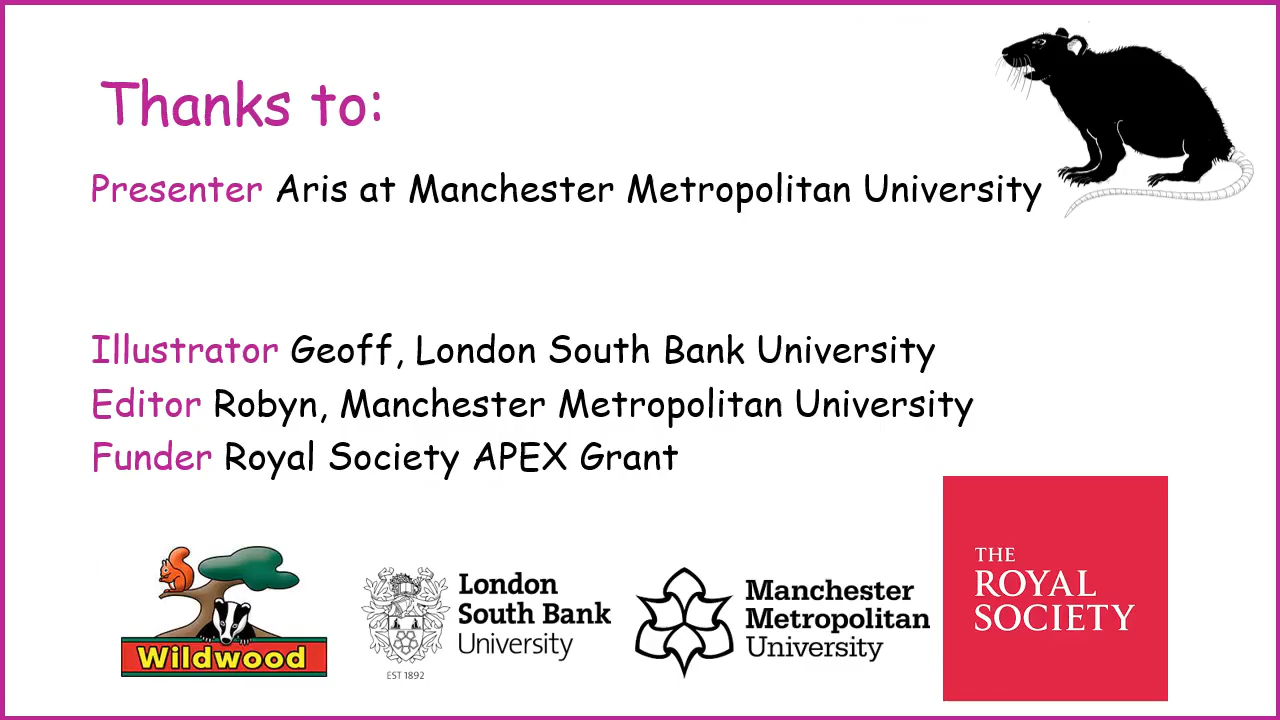 Thanks to:
Presenter Aris at Manchester Metropolitan University
Illustrator Geoff, London South Bank University
Editor Robyn, Manchester Metropolitan University
Funder Royal Society APEX Grant
Wildwood
London
South Bank
University
EST 1892
Manchester
Metropolitan
University
THE
ROYAL
SOCIETY